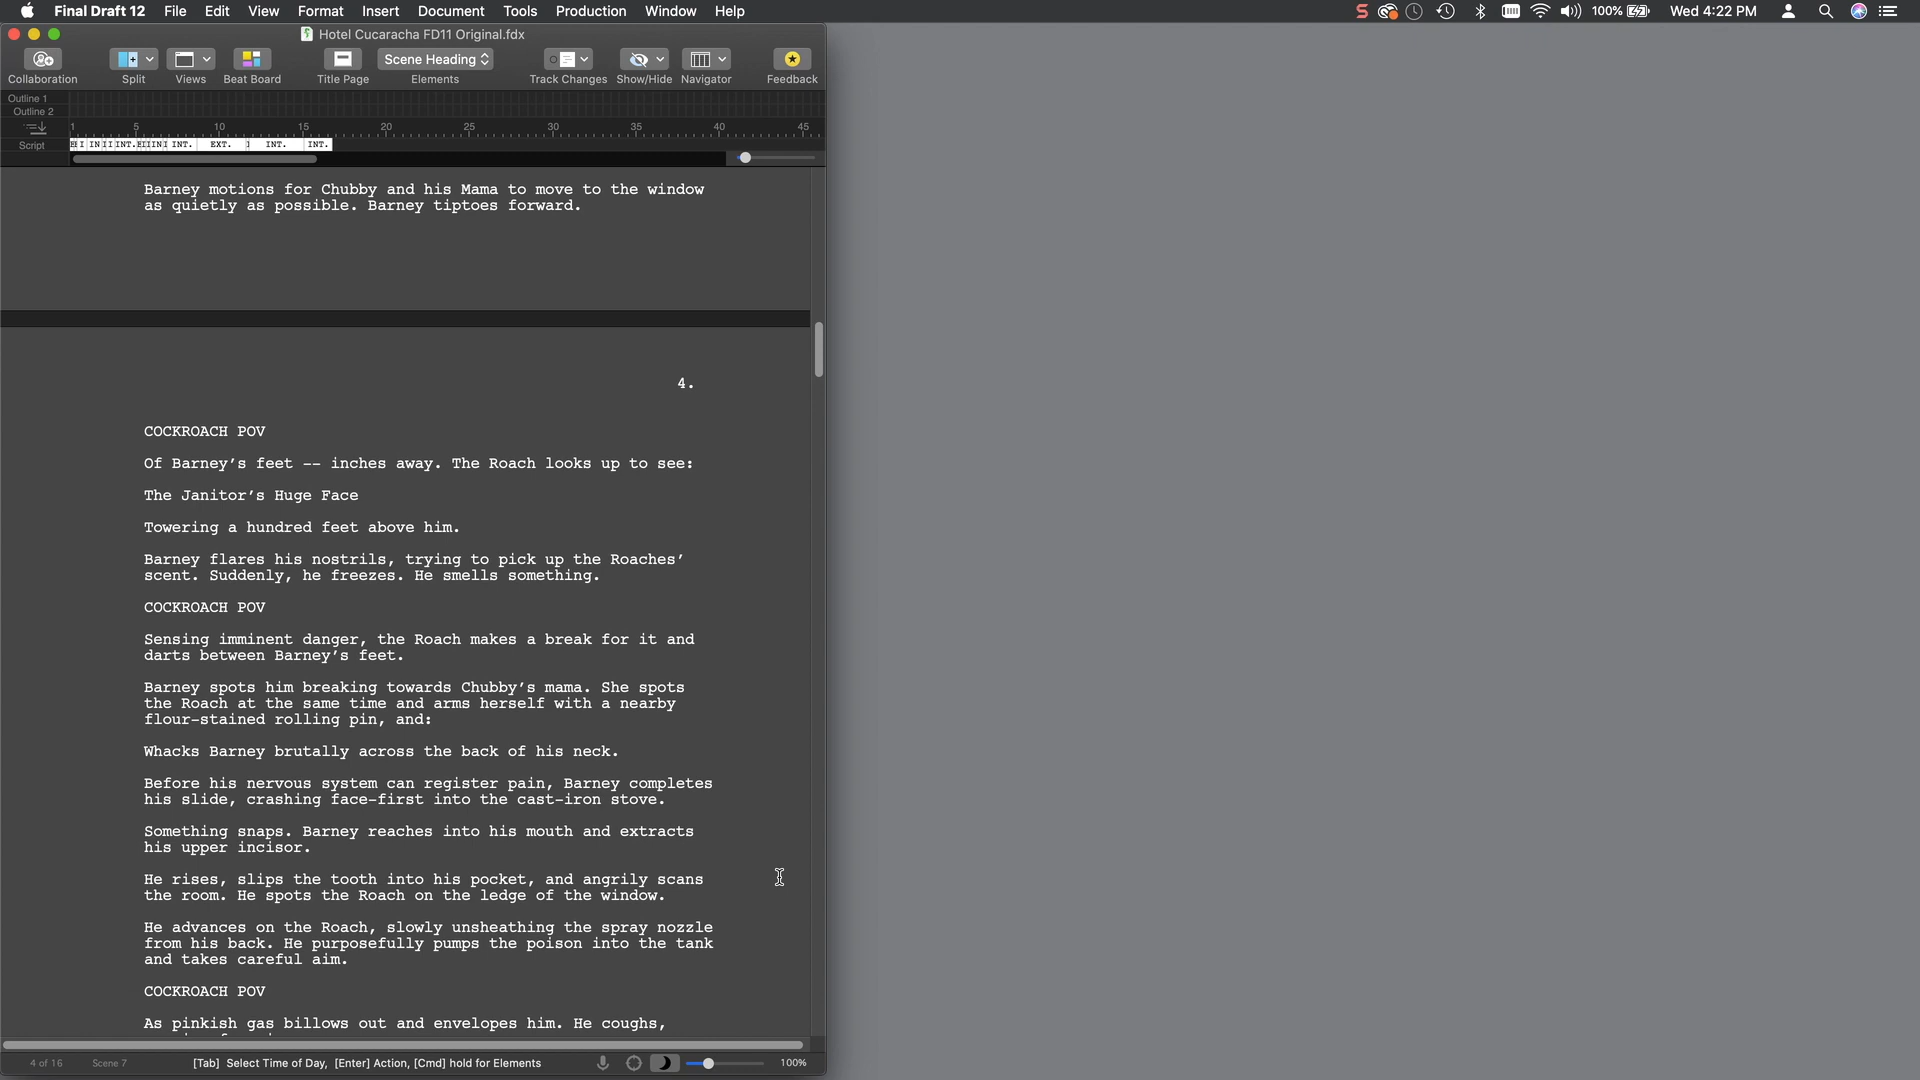 Final Draft 12 File Edit View Format Insert Document Tools Production Window Help 100% Wed 4:22 PM
Hotel Cucaracha FD11 Original.fdx
Scene Heading
Collaboration Split Views Beat Board Title Page Elements Track Changes Show/Hide Navigator Feedback
Outline 1
Outline 2
1 5 10 15 20 25 30 35 40 45
Script INT. INT. EXT. INT. INT.
Barney motions for Chubby and his Mama to move to the window
as quietly as possible. Barney tiptoes forward.
4.
COCKROACH POV
Of Barney’s feet -- inches away. The Roach looks up to see:
The Janitor’s Huge Face
Towering a hundred feet above him.
Barney flares his nostrils, trying to pick up the Roaches’
scent. Suddenly, he freezes. He smells something.
COCKROACH POV
Sensing imminent danger, the Roach makes a break for it and
darts between Barney’s feet.
Barney spots him breaking towards Chubby’s mama. She spots
the Roach at the same time and arms herself with a nearby
flour-stained rolling pin, and:
Whacks Barney brutally across the back of his neck.
Before his nervous system can register pain, Barney completes
his slide, crashing face-first into the cast-iron stove.
Something snaps. Barney reaches into his mouth and extracts
his upper incisor.
He rises, slips the tooth into his pocket, and angrily scans
the room. He spots the Roach on the ledge of the window.
He advances on the Roach, slowly unsheathing the spray nozzle
from his back. He purposefully pumps the poison into the tank
and takes careful aim.
COCKROACH POV
As pinkish gas billows out and envelopes him. He coughs,
4 of 16 Scene 7 [Tab] Select Time of Day, [Enter] Action, [Cmd] hold for Elements 100%